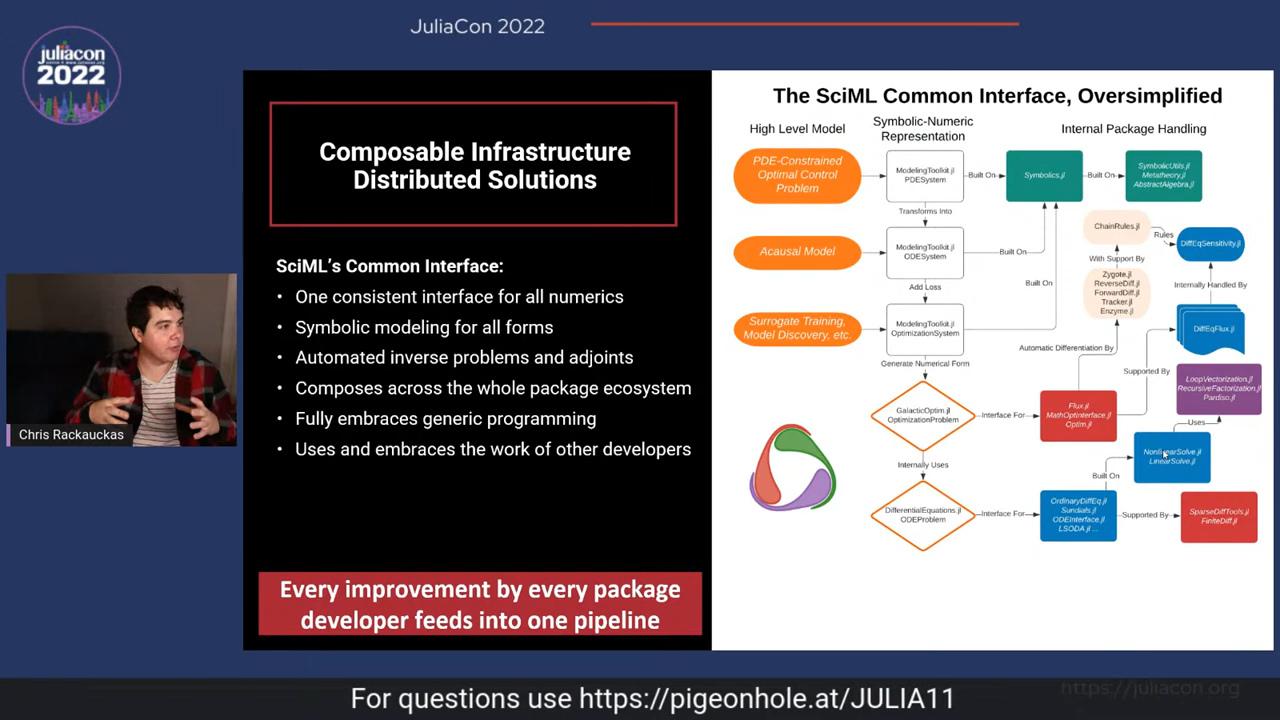 JuliaCon 2022
juliacon
2022
Composable Infrastructure
Distributed Solutions
SciML's Common Interface:
• One consistent interface for all numerics
• Symbolic modeling for all forms
• Automated inverse problems and adjoints
• Composes across the whole package ecosystem
• Fully embraces generic programming
• Uses and embraces the work of other developers
Every improvement by every package
developer feeds into one pipeline
Chris Rackauckas
The SciML Common Interface, Oversimplified
High Level Model
Symbolic-Numeric
Representation
Internal Package Handling
PDE-Constrained
Optimal Control
Problem
ModelingToolkit.jl
PDESystem
Built On
Symbolics.jl
Built On
SymbolicUtils.jl
Metatheory.jl
AbstractAlgebra.jl
Transforms Into
ChainRules.jl
Rules
DiffEqSensitivity.jl
Acausal Model
ModelingToolkit.jl
ODESystem
Built On
With Support By
Add Loss
Built On
Zygote.jl
ReverseDiff.jl
ForwardDiff.jl
Tracker.jl
Enzyme.jl
Internally Handled By
Surrogate Training,
Model Discovery, etc.
ModelingToolkit.jl
OptimizationSystem
DiffEqFlux.jl
Automatic Differentiation By
Generate Numerical Form
Supported By
LoopVectorization.jl
RecursiveFactorization.jl
Pardiso.jl
GalacticOptim.jl
OptimizationProblem
Interface For
Flux.jl
MathOptInterface.jl
Optim.jl
Uses
NonlinearSolve.jl
LinearSolve.jl
Internally Uses
Built On
DifferentialEquations.jl
ODEProblem
Interface For
OrdinaryDiffEq.jl
Sundials.jl
ODEInterface.jl
LSODA.jl ...
Supported By
SparseDiffTools.jl
FiniteDiff.jl
For questions use https://pigeonhole.at/JULIA11
https://juliacon.org